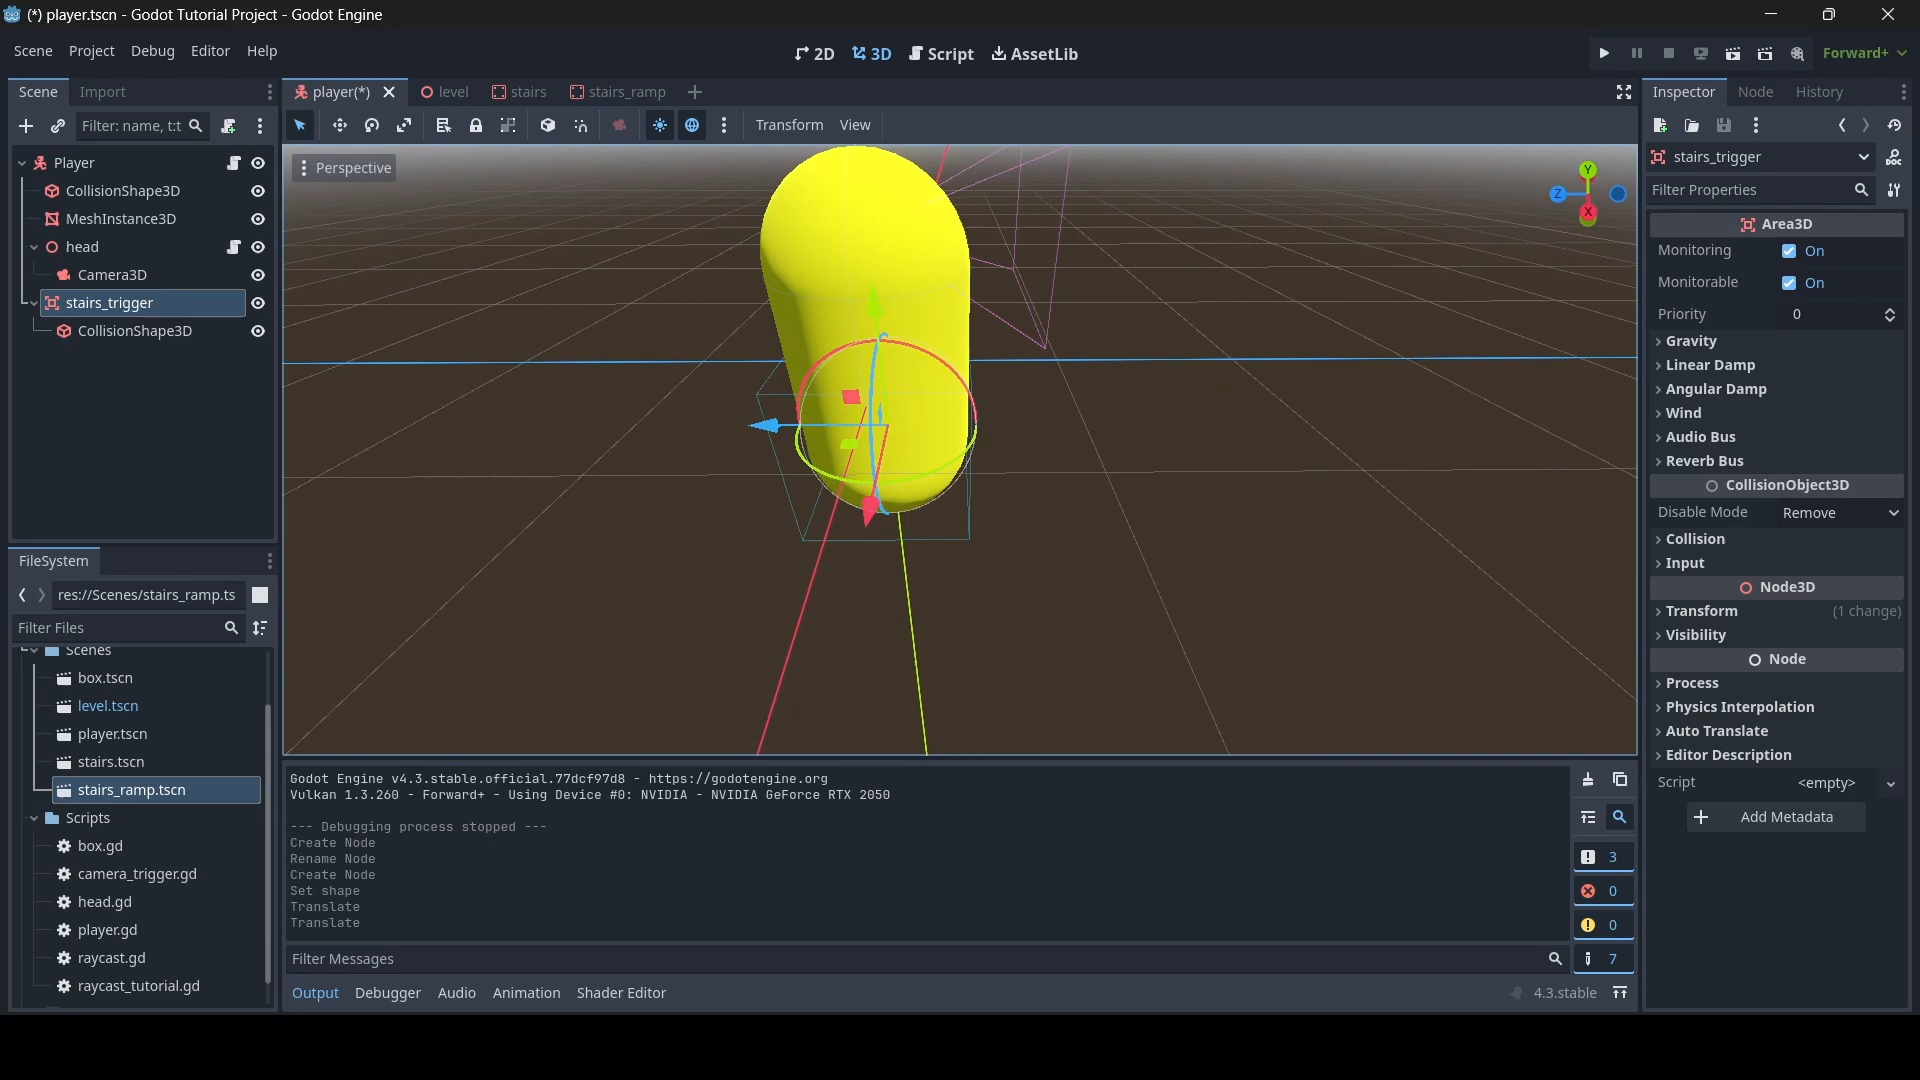 (*) player.tscn - Godot Tutorial Project - Godot Engine
Scene Project Debug Editor Help
2D 3D Script AssetLib
Forward+
Scene Import
Filter: name, t:t
Player
CollisionShape3D
MeshInstance3D
head
Camera3D
stairs_trigger
CollisionShape3D
FileSystem
res://Scenes/stairs_ramp.ts
Filter Files
Scenes
box.tscn
level.tscn
player.tscn
stairs.tscn
stairs_ramp.tscn
Scripts
box.gd
camera_trigger.gd
head.gd
player.gd
raycast.gd
raycast_tutorial.gd
player(*) level stairs stairs_ramp
Transform View
Perspective
Y
Z
X
Godot Engine v4.3.stable.official.77dcf97d8 - https://godotengine.org
Vulkan 1.3.260 - Forward+ - Using Device #0: NVIDIA - NVIDIA GeForce RTX 2050
--- Debugging process stopped ---
Create Node
Rename Node
Create Node
Set shape
Translate
Translate
3
0
0
7
Filter Messages
Output Debugger Audio Animation Shader Editor
4.3.stable
Inspector Node History
stairs_trigger
Filter Properties
Area3D
Monitoring On
Monitorable On
Priority 0
Gravity
Linear Damp
Angular Damp
Wind
Audio Bus
Reverb Bus
CollisionObject3D
Disable Mode Remove
Collision
Input
Node3D
Transform (1 change)
Visibility
Node
Process
Physics Interpolation
Auto Translate
Editor Description
Script <empty>
Add Metadata